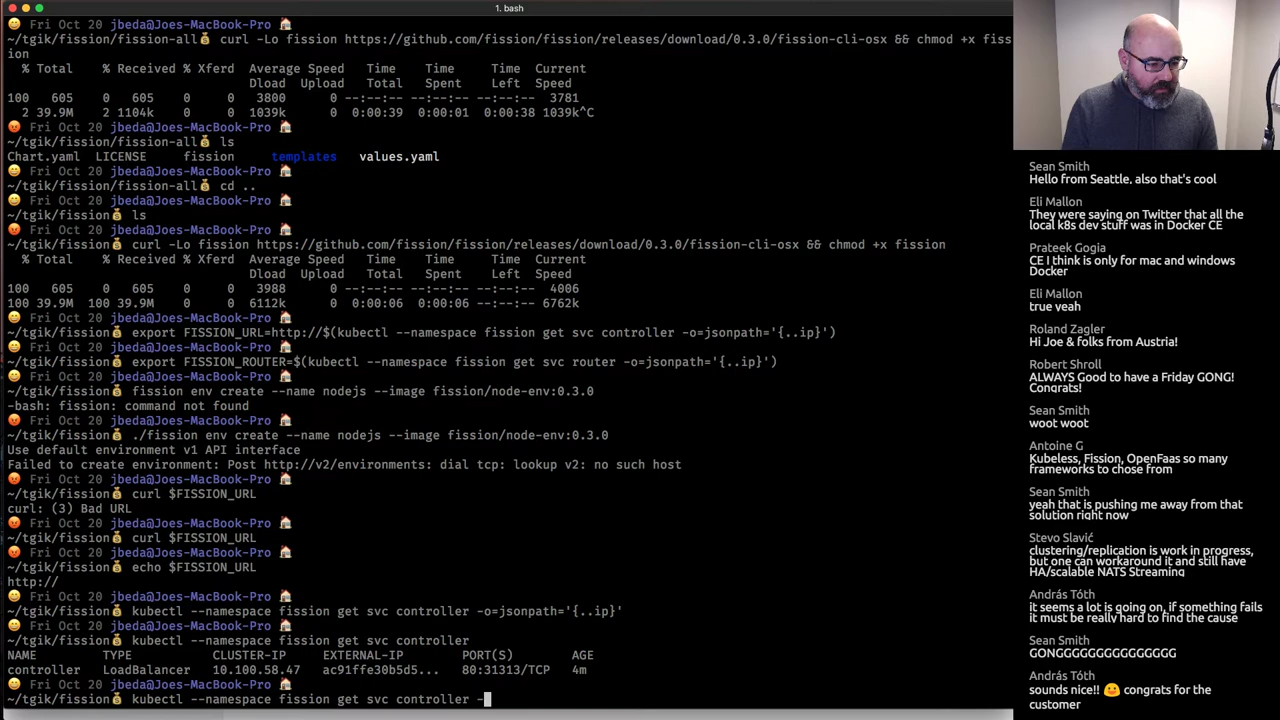 1. bash
😀 Fri Oct 20 jbeda@Joes-MacBook-Pro 🏠
~/tgik/fission/fission-all💰 curl -Lo fission https://github.com/fission/fission/releases/download/0.3.0/fission-cli-osx && chmod +x fiss
ion
% Total % Received % Xferd Average Speed Time Time Time Current
Dload Upload Total Spent Left Speed
100 605 0 605 0 0 3800 0 --:--:-- --:--:-- --:--:-- 3781
2 39.9M 2 1104k 0 0 1039k 0 0:00:39 0:00:01 0:00:38 1039k^C
😡 Fri Oct 20 jbeda@Joes-MacBook-Pro 🏠
~/tgik/fission/fission-all💰 ls
Chart.yaml LICENSE fission templates values.yaml
😀 Fri Oct 20 jbeda@Joes-MacBook-Pro 🏠
~/tgik/fission/fission-all💰 cd ..
😀 Fri Oct 20 jbeda@Joes-MacBook-Pro 🏠
~/tgik/fission💰 ls
😀 Fri Oct 20 jbeda@Joes-MacBook-Pro 🏠
~/tgik/fission💰 curl -Lo fission https://github.com/fission/fission/releases/download/0.3.0/fission-cli-osx && chmod +x fission
% Total % Received % Xferd Average Speed Time Time Time Current
Dload Upload Total Spent Left Speed
100 605 0 605 0 0 3988 0 --:--:-- --:--:-- --:--:-- 4006
100 39.9M 100 39.9M 0 0 6112k 0 0:00:06 0:00:06 --:--:-- 6762k
😀 Fri Oct 20 jbeda@Joes-MacBook-Pro 🏠
~/tgik/fission💰 export FISSION_URL=http://$(kubectl --namespace fission get svc controller -o=jsonpath='{..ip}')
😀 Fri Oct 20 jbeda@Joes-MacBook-Pro 🏠
~/tgik/fission💰 export FISSION_ROUTER=$(kubectl --namespace fission get svc router -o=jsonpath='{..ip}')
😀 Fri Oct 20 jbeda@Joes-MacBook-Pro 🏠
~/tgik/fission💰 fission env create --name nodejs --image fission/node-env:0.3.0
-bash: fission: command not found
😡 Fri Oct 20 jbeda@Joes-MacBook-Pro 🏠
~/tgik/fission💰 ./fission env create --name nodejs --image fission/node-env:0.3.0
Use default environment v1 API interface
Failed to create environment: Post http://v2/environments: dial tcp: lookup v2: no such host
😡 Fri Oct 20 jbeda@Joes-MacBook-Pro 🏠
~/tgik/fission💰 curl $FISSION_URL
curl: (3) Bad URL
😡 Fri Oct 20 jbeda@Joes-MacBook-Pro 🏠
~/tgik/fission💰 curl $FISSION_URL
😡 Fri Oct 20 jbeda@Joes-MacBook-Pro 🏠
~/tgik/fission💰 echo $FISSION_URL
http://
😀 Fri Oct 20 jbeda@Joes-MacBook-Pro 🏠
~/tgik/fission💰 kubectl --namespace fission get svc controller -o=jsonpath='{..ip}'
😀 Fri Oct 20 jbeda@Joes-MacBook-Pro 🏠
~/tgik/fission💰 kubectl --namespace fission get svc controller
NAME TYPE CLUSTER-IP EXTERNAL-IP PORT(S) AGE
controller LoadBalancer 10.100.58.47 ac91ffe30b5d5... 80:31313/TCP 4m
😀 Fri Oct 20 jbeda@Joes-MacBook-Pro 🏠
~/tgik/fission💰 kubectl --namespace fission get svc controller -
Sean Smith
Hello from Seattle, also that's cool
Eli Mallon
They were saying on Twitter that all the
local k8s dev stuff was in Docker CE
Prateek Gogia
CE I think is only for mac and windows
Docker
Eli Mallon
true yeah
Roland Zagler
Hi Joe & folks from Austria!
Robert Shroll
ALWAYS Good to have a Friday GONG!
Congrats!
Sean Smith
woot woot
Antoine G
Kubeless, Fission, OpenFaas so many
frameworks to chose from
Sean Smith
yeah that is pushing me away from that
solution right now
Stevo Slavić
clustering/replication is work in progress,
but one can workaround it and still have
HA/scalable NATS Streaming
András Tóth
it seems a lot is going on, if something fails
it must be really hard to find the cause
Sean Smith
GONGGGGGGGGGGGGGG
András Tóth
sounds nice!! 😀 congrats for the
customer